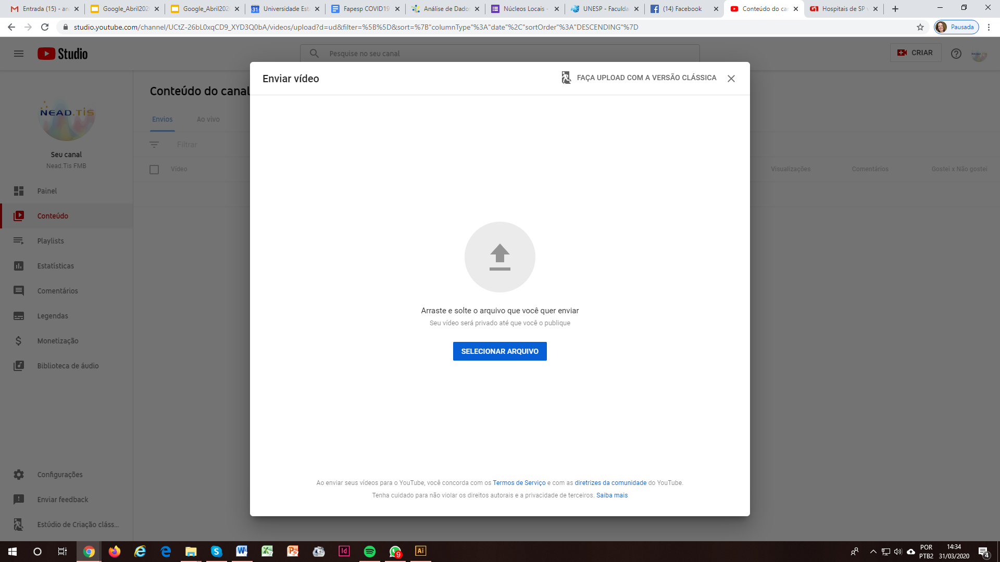 Entrada (15) - an
Google_Abril202
Google_Abril202
31
Universidade Est
Fapesp COVID19
Análise de Dados
Núcleos Locais -
UNESP - Faculda
(14) Facebook
Conteúdo do ca
G1
Hospitais de SP
studio.youtube.com/channel/UCtZ-26bL0xqCD9_XYD3Q0bA/videos/upload?d=ud&filter=%5B%5D&sort=%7B"columnType"%3A"date"%2C"sortOrder"%3A"DESCENDING"%7D
Pausada
Studio
Pesquise no seu canal
CRIAR
Enviar vídeo
FAÇA UPLOAD COM A VERSÃO CLÁSSICA
Conteúdo do canal
NEAD.TIS
Envios
Ao vivo
Filtrar
Seu canal
Nead.Tis FMB
Vídeo
Visualizações
Comentários
Gostei x Não gostei
Painel
Conteúdo
Playlists
Estatísticas
Comentários
Legendas
Monetização
Biblioteca de áudio
Arraste e solte o arquivo que você quer enviar
Seu vídeo será privado até que você o publique
SELECIONAR ARQUIVO
Configurações
Enviar feedback
Estúdio de Criação cláss...
Ao enviar seus vídeos para o YouTube, você concorda com os Termos de Serviço e com as diretrizes da comunidade do YouTube.
Tenha cuidado para não violar os direitos autorais e a privacidade de terceiros. Saiba mais
Id
9
Ai
POR
PTB2
14:34
31/03/2020
4